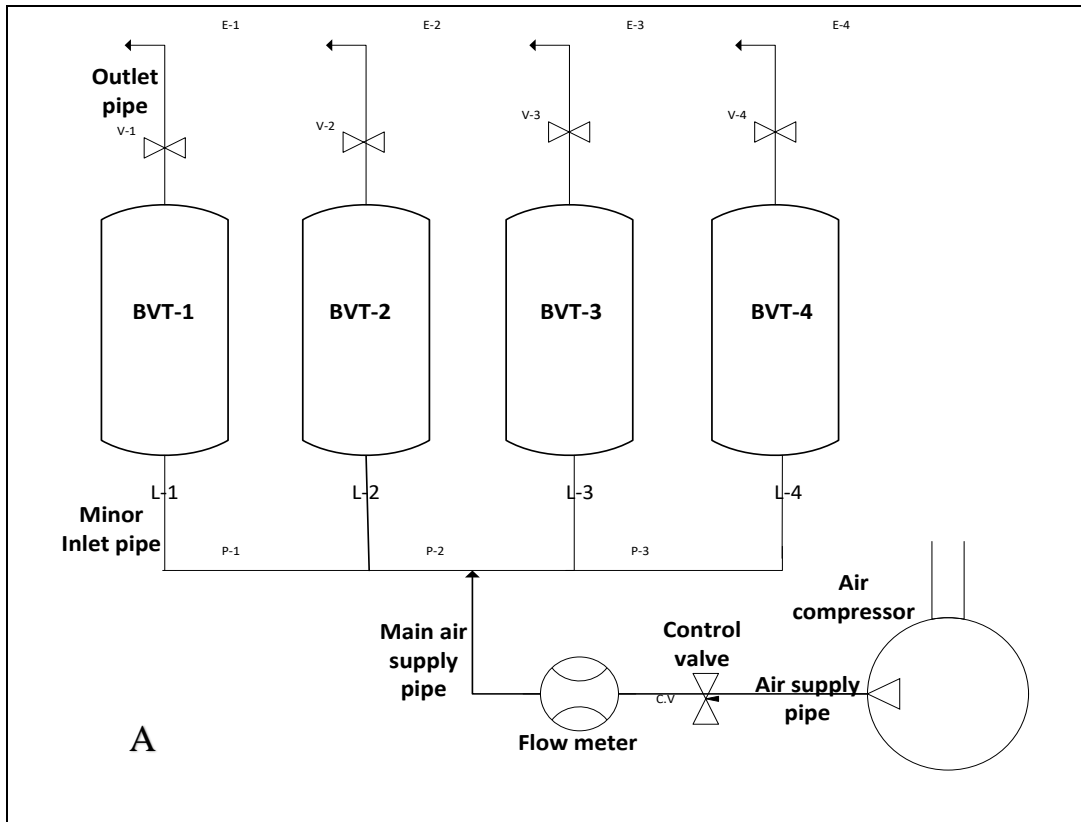 E-1
E-2
E-3
E-4
Outlet
pipe
V-1
V-2
V-3
V-4
BVT-1
BVT-2
BVT-3
BVT-4
L-1
L-2
L-3
L-4
Minor
Inlet pipe
P-1
P-2
P-3
Air
compressor
Main air
supply
pipe
Control
valve
C.V
Air supply
pipe
Flow meter
A